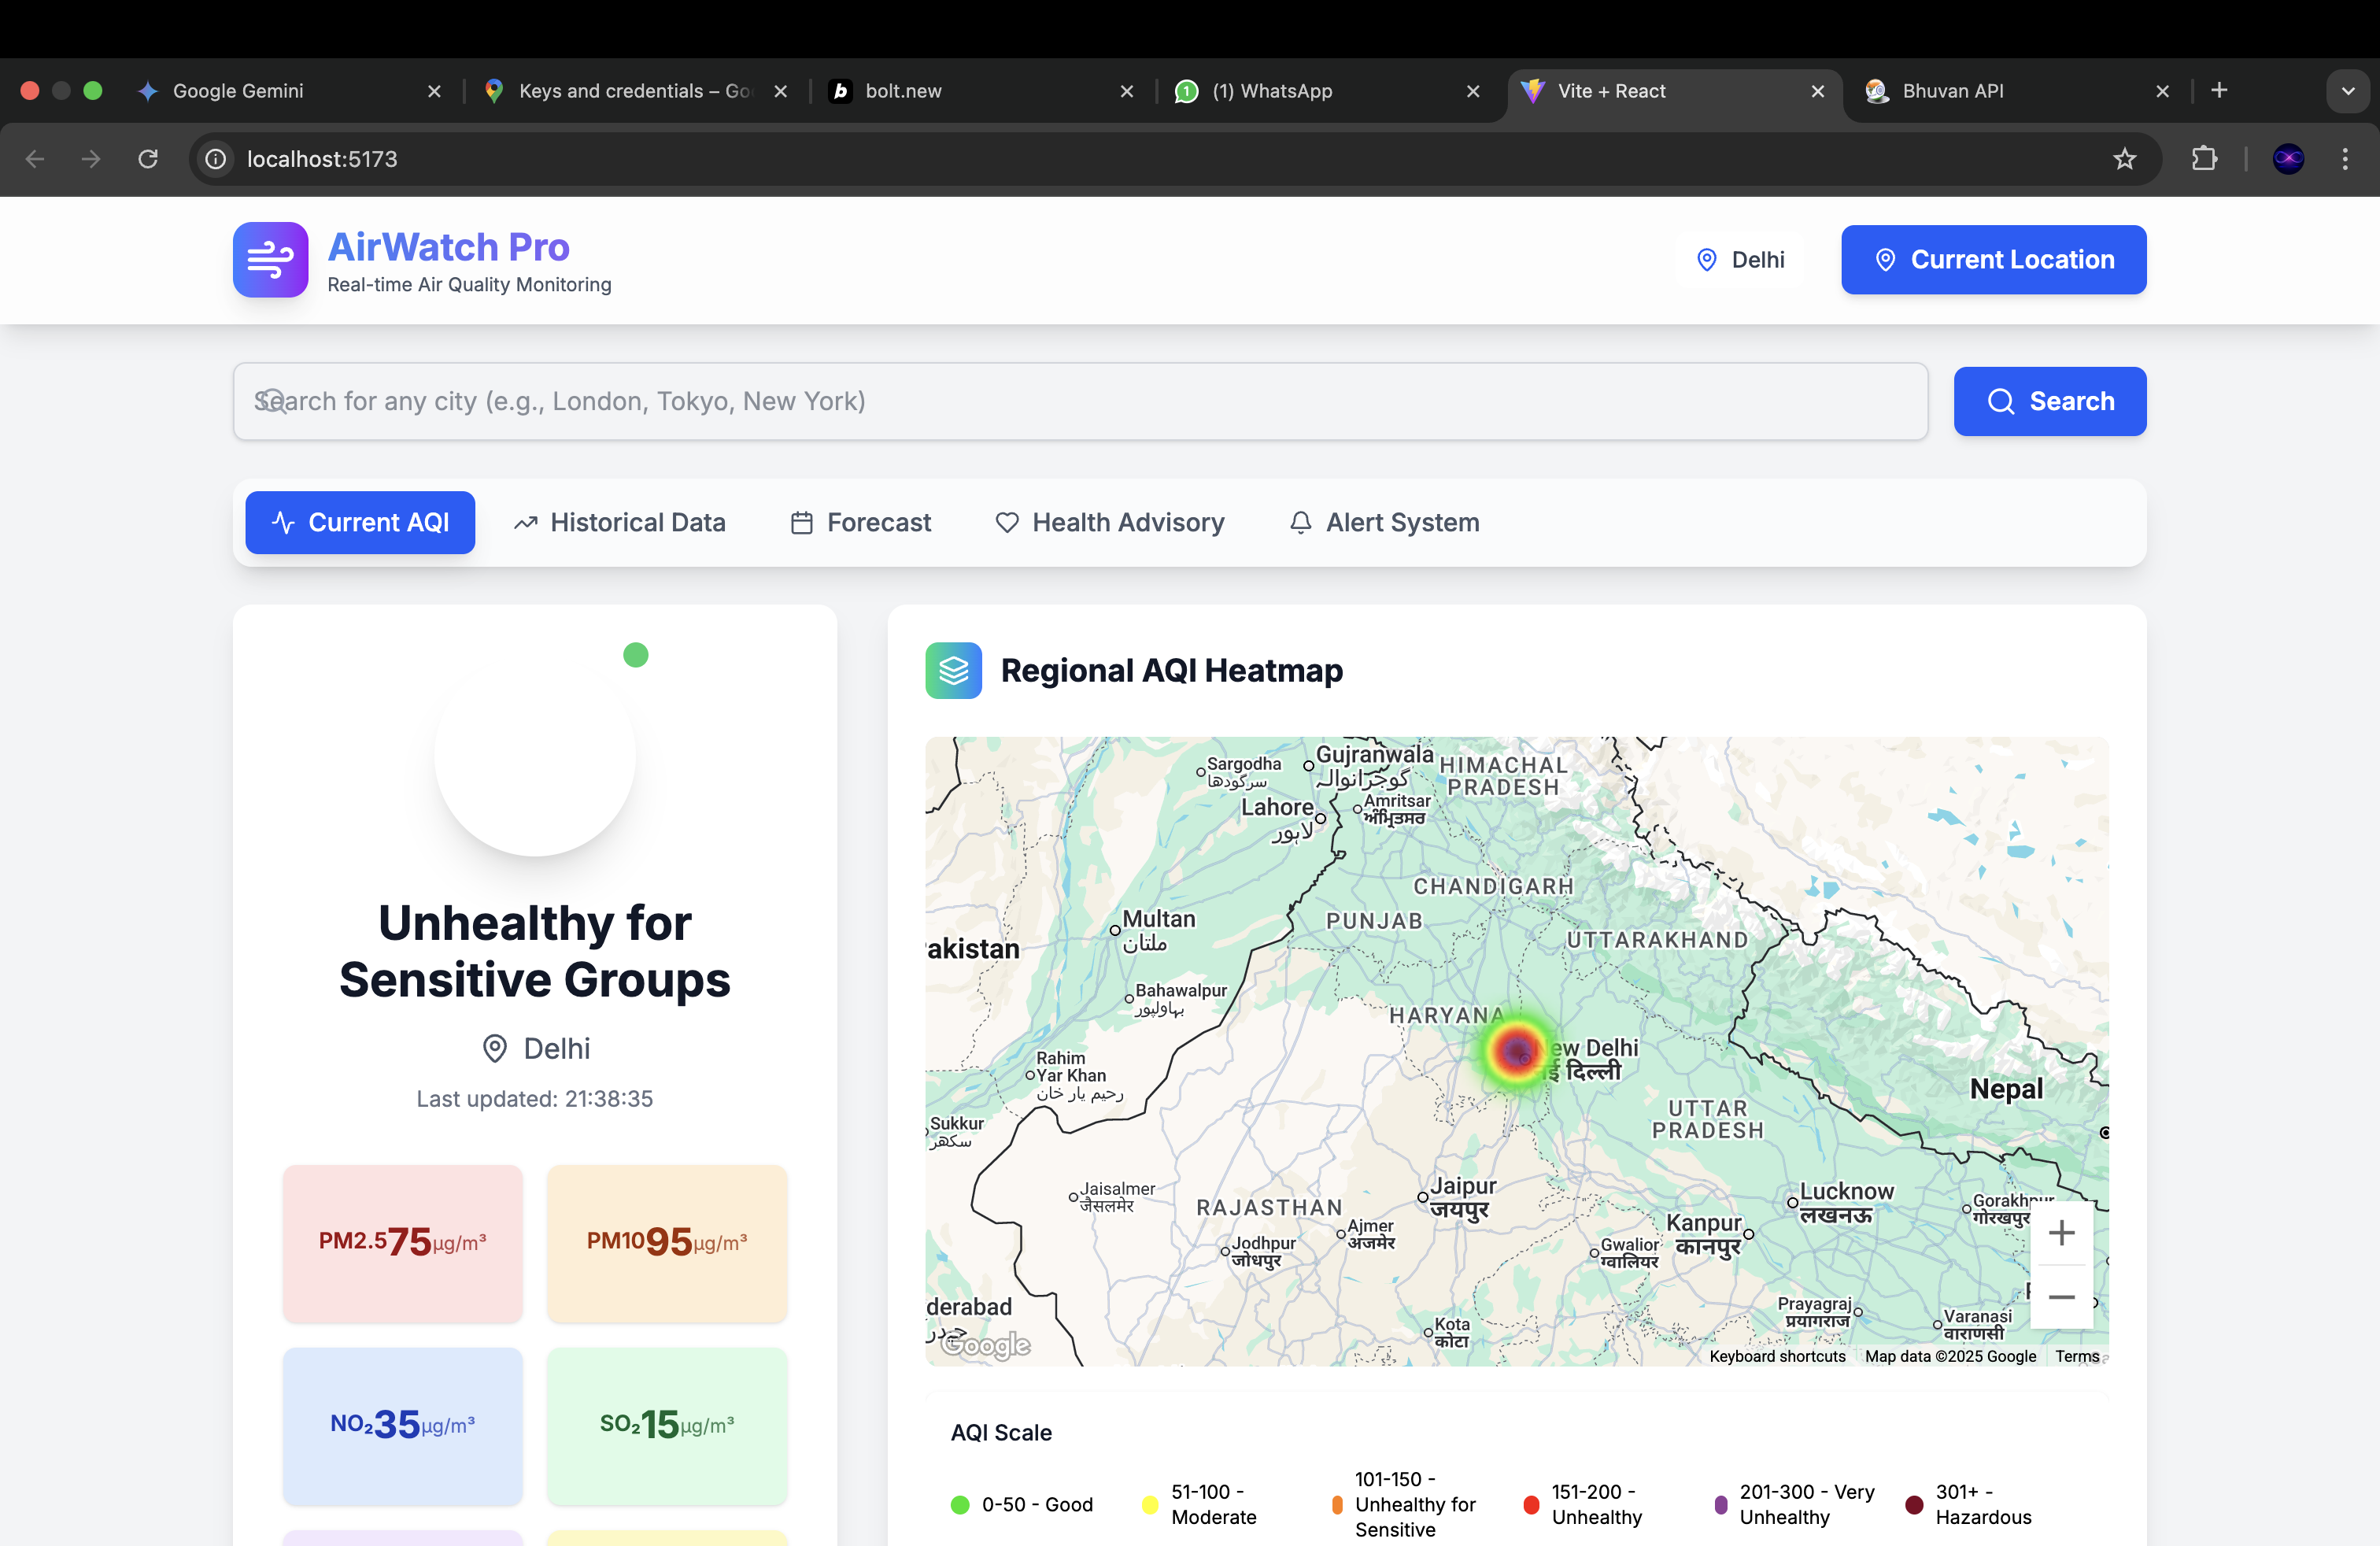 Google Gemini
Keys and credentials – Go
bolt.new
(1) WhatsApp
Vite + React
Bhuvan API
localhost:5173
AirWatch Pro
Real-time Air Quality Monitoring
Delhi
Current Location
Search for any city (e.g., London, Tokyo, New York)
Search
Current AQI
Historical Data
Forecast
Health Advisory
Alert System
Unhealthy for
Sensitive Groups
Delhi
Last updated: 21:38:35
PM2.5 75 µg/m³
PM10 95 µg/m³
NO₂ 35 µg/m³
SO₂ 15 µg/m³
Regional AQI Heatmap
Sargodha
سرگودھا
Gujranwala
گوجرانوالہ
HIMACHAL
PRADESH
Lahore
لاہور
Amritsar
ਅੰਮ੍ਰਿਤਸਰ
CHANDIGARH
PUNJAB
Multan
ملتان
akistan
UTTARAKHAND
Bahawalpur
بہاولپور
HARYANA
ew Delhi
नई दिल्ली
Rahim
Yar Khan
رحیم یار خان
Nepal
Sukkur
سکھر
UTTAR
PRADESH
Jaisalmer
जैसलमेर
RAJASTHAN
Jaipur
जयपुर
Lucknow
लखनऊ
Gorakhpur
गोरखपुर
Ajmer
अजमेर
Kanpur
कानपुर
Jodhpur
जोधपुर
Gwalior
ग्वालियर
derabad
Prayagraj
प्रयागराज
Varanasi
वाराणसी
Kota
कोटा
Google
Keyboard shortcuts
Map data ©2025 Google
Terms
AQI Scale
0-50 - Good
51-100 -
Moderate
101-150 -
Unhealthy for
Sensitive
151-200 -
Unhealthy
201-300 - Very
Unhealthy
301+ -
Hazardous